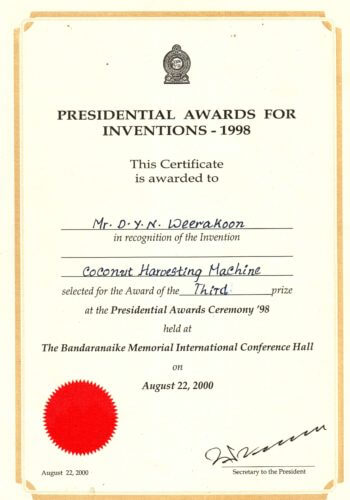 PRESIDENTIAL AWARDS FOR
INVENTIONS - 1998
This Certificate
is awarded to
Mr. D. Y. N. Weerakoon
in recognition of the Invention
Coconut Harvesting Machine
selected for the Award of the Third prize
at the Presidential Awards Ceremony '98
held at
The Bandaranaike Memorial International Conference Hall
on
August 22, 2000
August 22, 2000
Secretary to the President